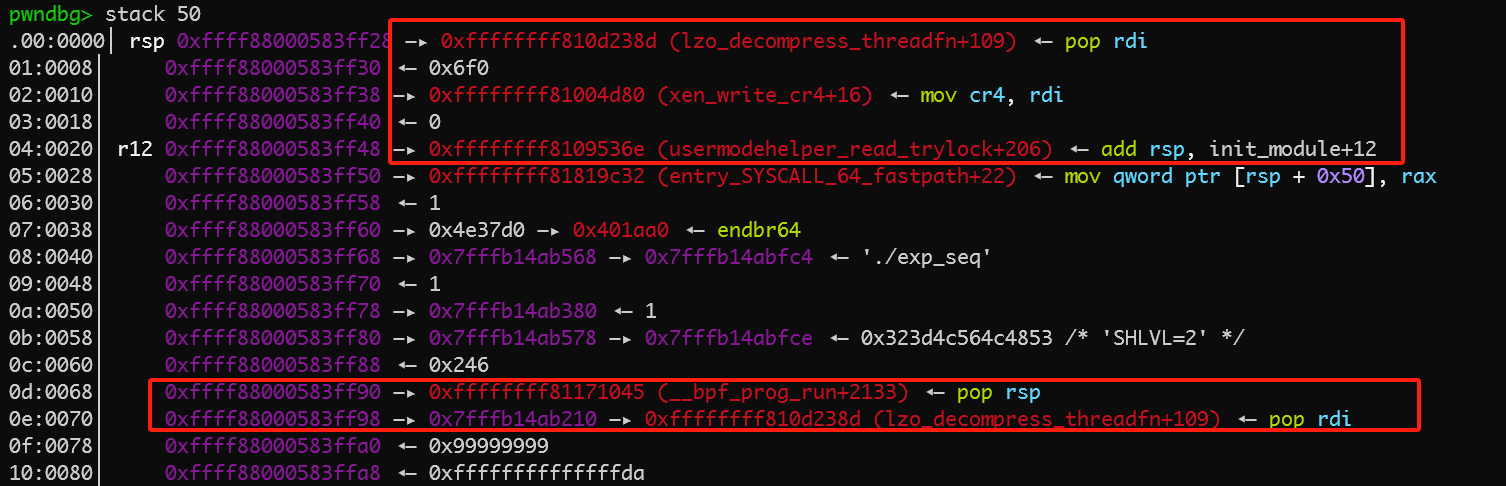 pwndbg> stack 50
.00:0000│ rsp 0xffff88000583ff28 —▸ 0xffffffff810d238d (lzo_decompress_threadfn+109) ◂— pop rdi
01:0008│ 0xffff88000583ff30 ◂— 0x6f0
02:0010│ 0xffff88000583ff38 —▸ 0xffffffff81004d80 (xen_write_cr4+16) ◂— mov cr4, rdi
03:0018│ 0xffff88000583ff40 ◂— 0
04:0020│ r12 0xffff88000583ff48 —▸ 0xffffffff8109536e (usermodehelper_read_trylock+206) ◂— add rsp, init_module+12
05:0028│ 0xffff88000583ff50 —▸ 0xffffffff81819c32 (entry_SYSCALL_64_fastpath+22) ◂— mov qword ptr [rsp + 0x50], rax
06:0030│ 0xffff88000583ff58 ◂— 1
07:0038│ 0xffff88000583ff60 —▸ 0x4e37d0 —▸ 0x401aa0 ◂— endbr64
08:0040│ 0xffff88000583ff68 —▸ 0x7fffb14ab568 —▸ 0x7fffb14abfc4 ◂— './exp_seq'
09:0048│ 0xffff88000583ff70 ◂— 1
0a:0050│ 0xffff88000583ff78 —▸ 0x7fffb14ab380 ◂— 1
0b:0058│ 0xffff88000583ff80 —▸ 0x7fffb14ab578 —▸ 0x7fffb14abfce ◂— 0x323d4c564c4853 /* 'SHLVL=2' */
0c:0060│ 0xffff88000583ff88 ◂— 0x246
0d:0068│ 0xffff88000583ff90 —▸ 0xffffffff81171045 (__bpf_prog_run+2133) ◂— pop rsp
0e:0070│ 0xffff88000583ff98 —▸ 0x7fffb14ab210 —▸ 0xffffffff810d238d (lzo_decompress_threadfn+109) ◂— pop rdi
0f:0078│ 0xffff88000583ffa0 ◂— 0x99999999
10:0080│ 0xffff88000583ffa8 ◂— 0xffffffffffffffda